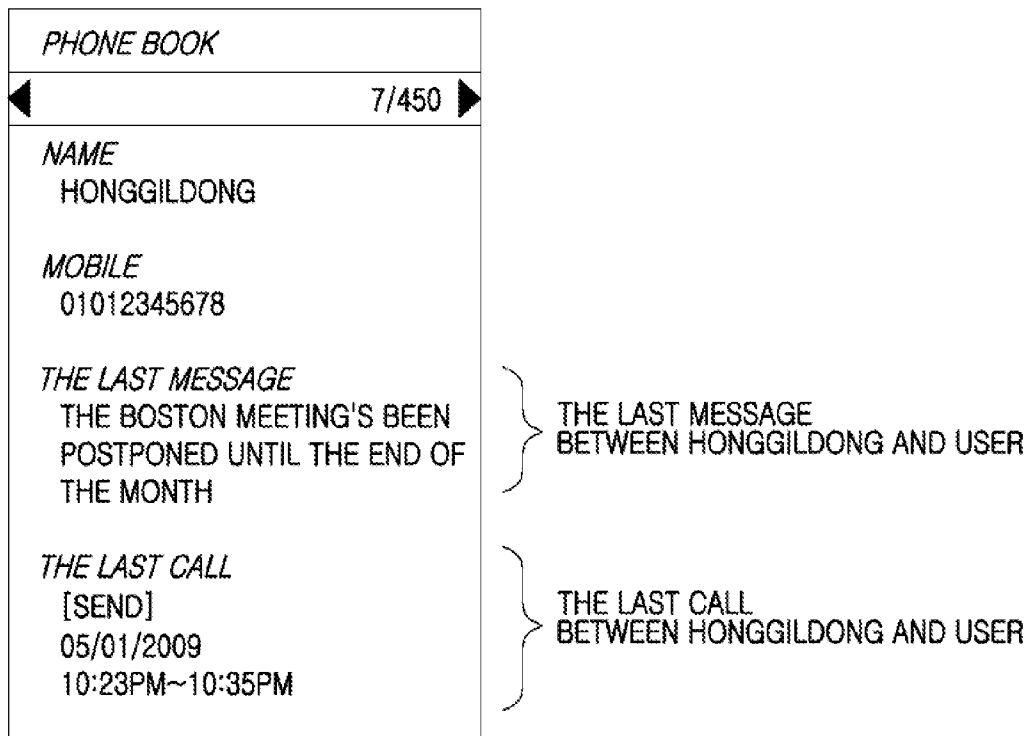 PHONE BOOK
7/450
NAME
HONGGILDONG
MOBILE
01012345678
THE LAST MESSAGE
THE BOSTON MEETING'S BEEN
POSTPONED UNTIL THE END OF
THE MONTH
THE LAST MESSAGE
BETWEEN HONGGILDONG AND USER
THE LAST CALL
[SEND]
05/01/2009
10:23PM~10:35PM
THE LAST CALL
BETWEEN HONGGILDONG AND USER